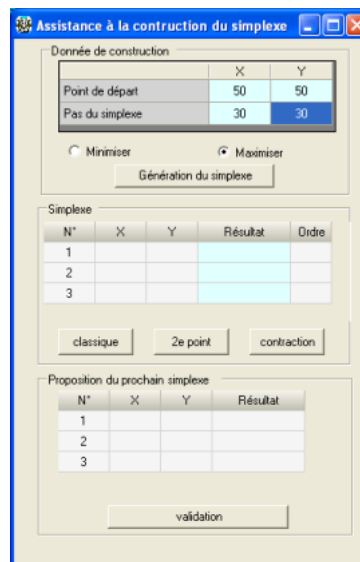 Assistance à la contruction du simplexe
Donnée de construction
X Y
Point de départ 50 50
Pas du simplexe 30 30
Minimiser Maximiser
Génération du simplexe
Simplexe
N° X Y Résultat Ordre
1
2
3
classique 2e point contraction
Proposition du prochain simplexe
N° X Y Résultat
1
2
3
validation